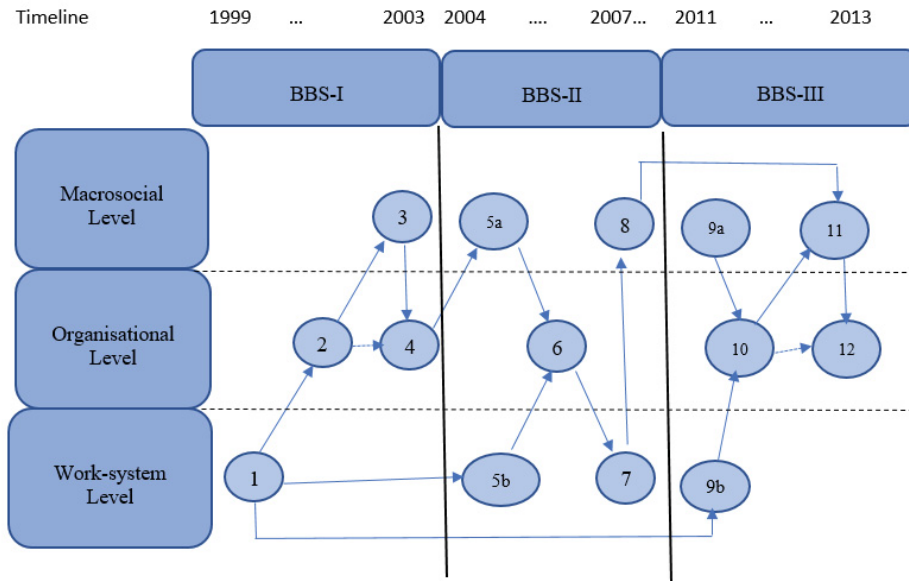 Timeline 1999 ... 2003 2004 .... 2007... 2011 ... 2013
BBS-I BBS-II BBS-III
Macrosocial
Level
3 5a 8 9a 11
Organisational
Level
2 4 6 10 12
Work-system
Level
1 5b 7 9b